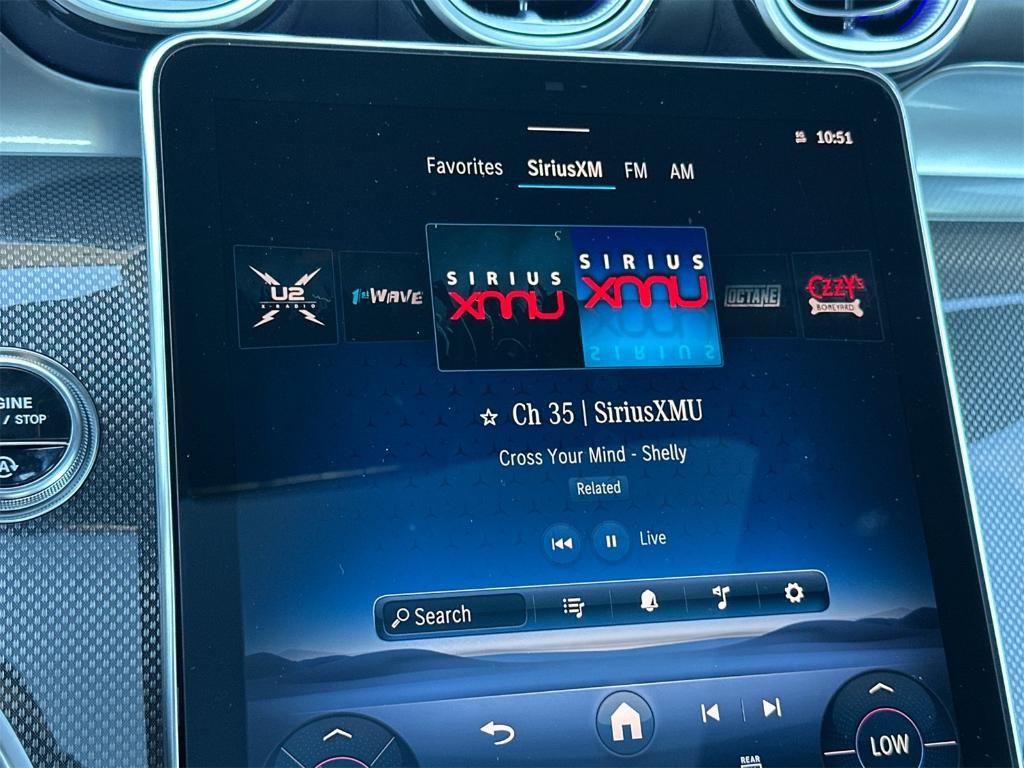 10:51
Favorites SiriusXM FM AM
U2
X-RADIO
1st WAVE
SIRIUS
XMU
SIRIUS
XMU
OCTANE
OZZY's
BONEYARD
Ch 35 | SiriusXMU
Cross Your Mind - Shelly
Related
Live
Search
GINE
/ STOP
A
LOW
REAR